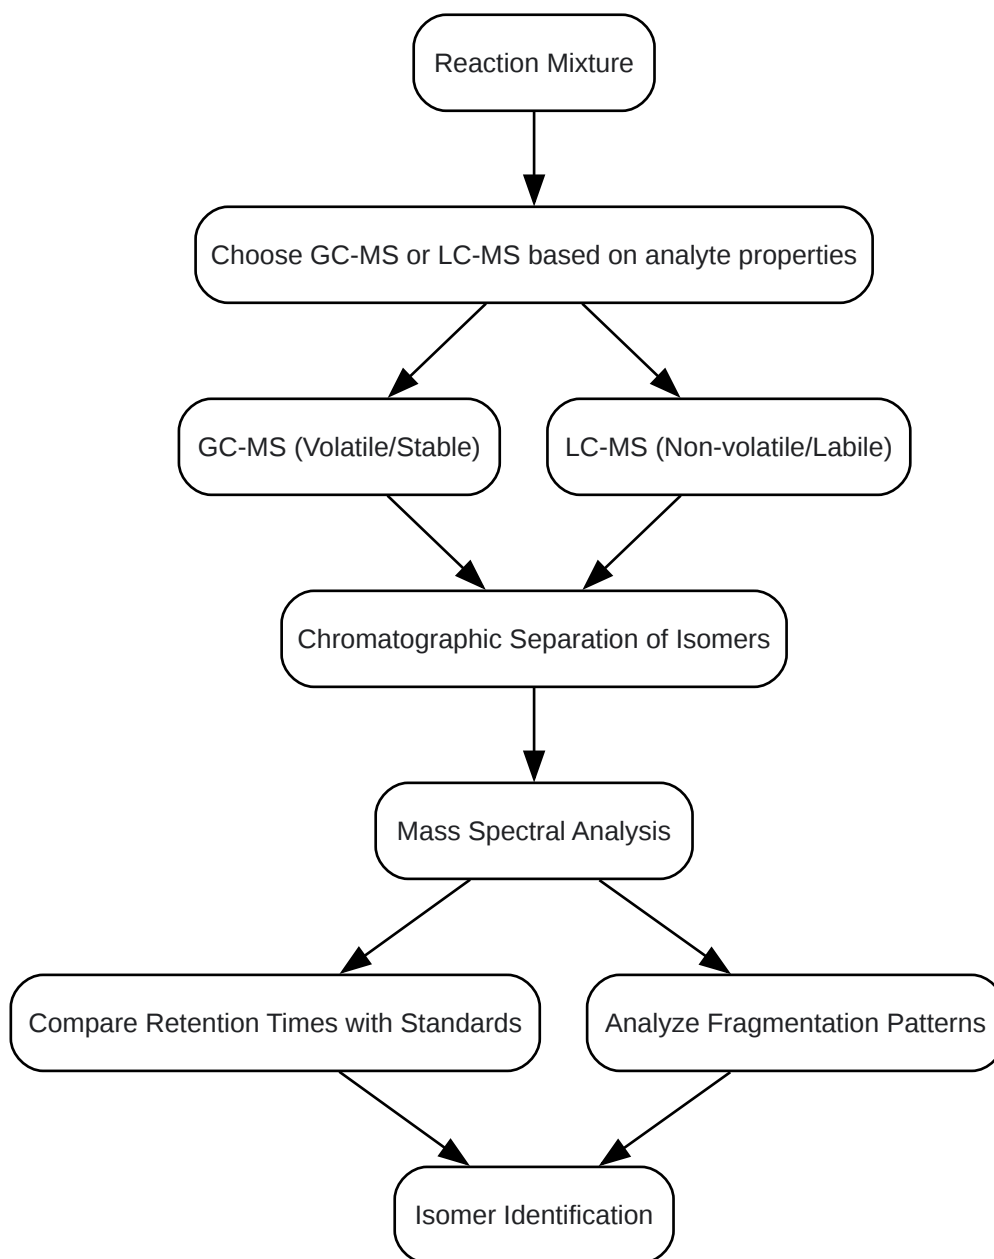 Reaction Mixture
Choose GC-MS or LC-MS based on analyte properties
GC-MS (Volatile/Stable)
LC-MS (Non-volatile/Labile)
Chromatographic Separation of Isomers
Mass Spectral Analysis
Compare Retention Times with Standards
Analyze Fragmentation Patterns
Isomer Identification